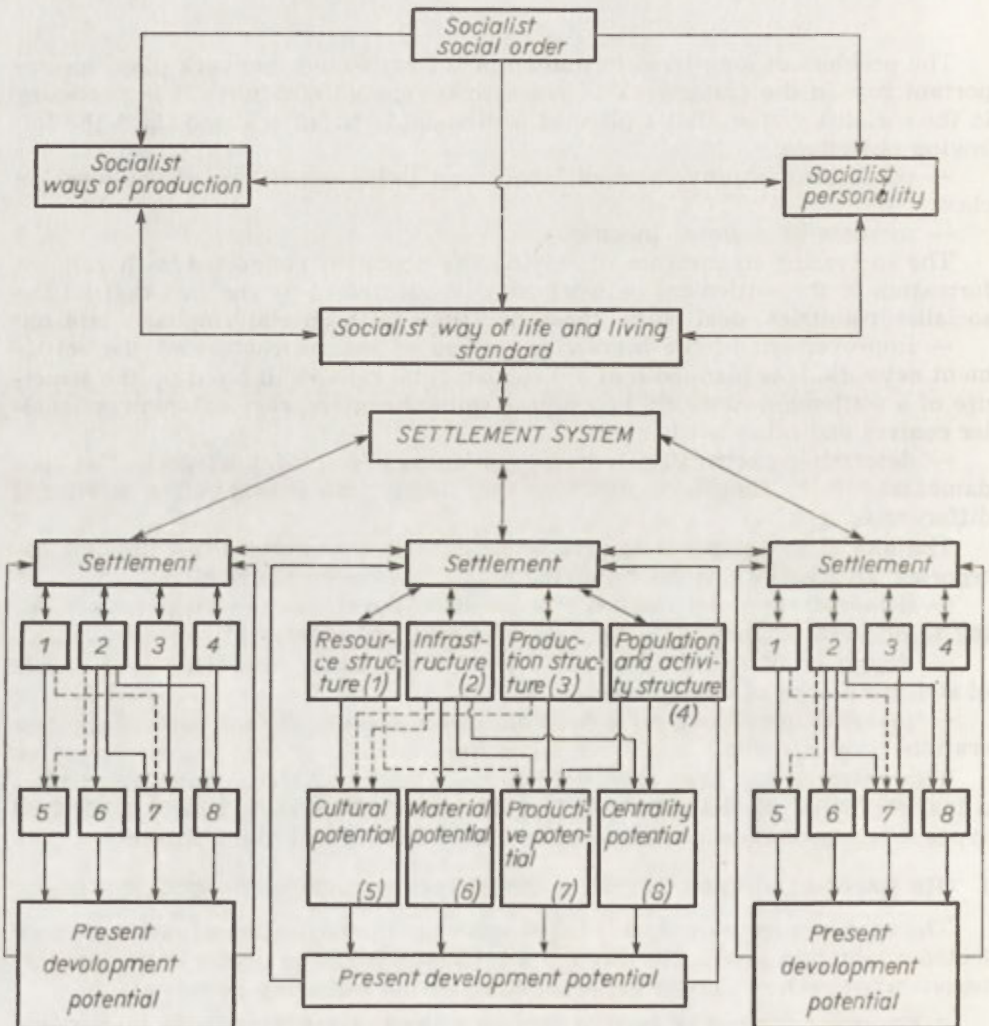 Socialist
social order
Socialist
ways of production
Socialist
personality
Socialist way of life and living
standard
SETTLEMENT SYSTEM
Settlement
Settlement
Settlement
1
2
3
4
Resour-
ce struc-
ture (1)
Infrast-
ructure
(2)
Produc-
tion struc-
ture (3)
Population
and activi-
ty structure
(4)
1
2
3
4
5
6
7
8
Cultural
potential
(5)
Material
potential
(6)
Producti-
ve poten-
tial
(7)
Centrality
potential
(8)
5
6
7
8
Present
devolopment
potential
Present development potential
Present
development
potential